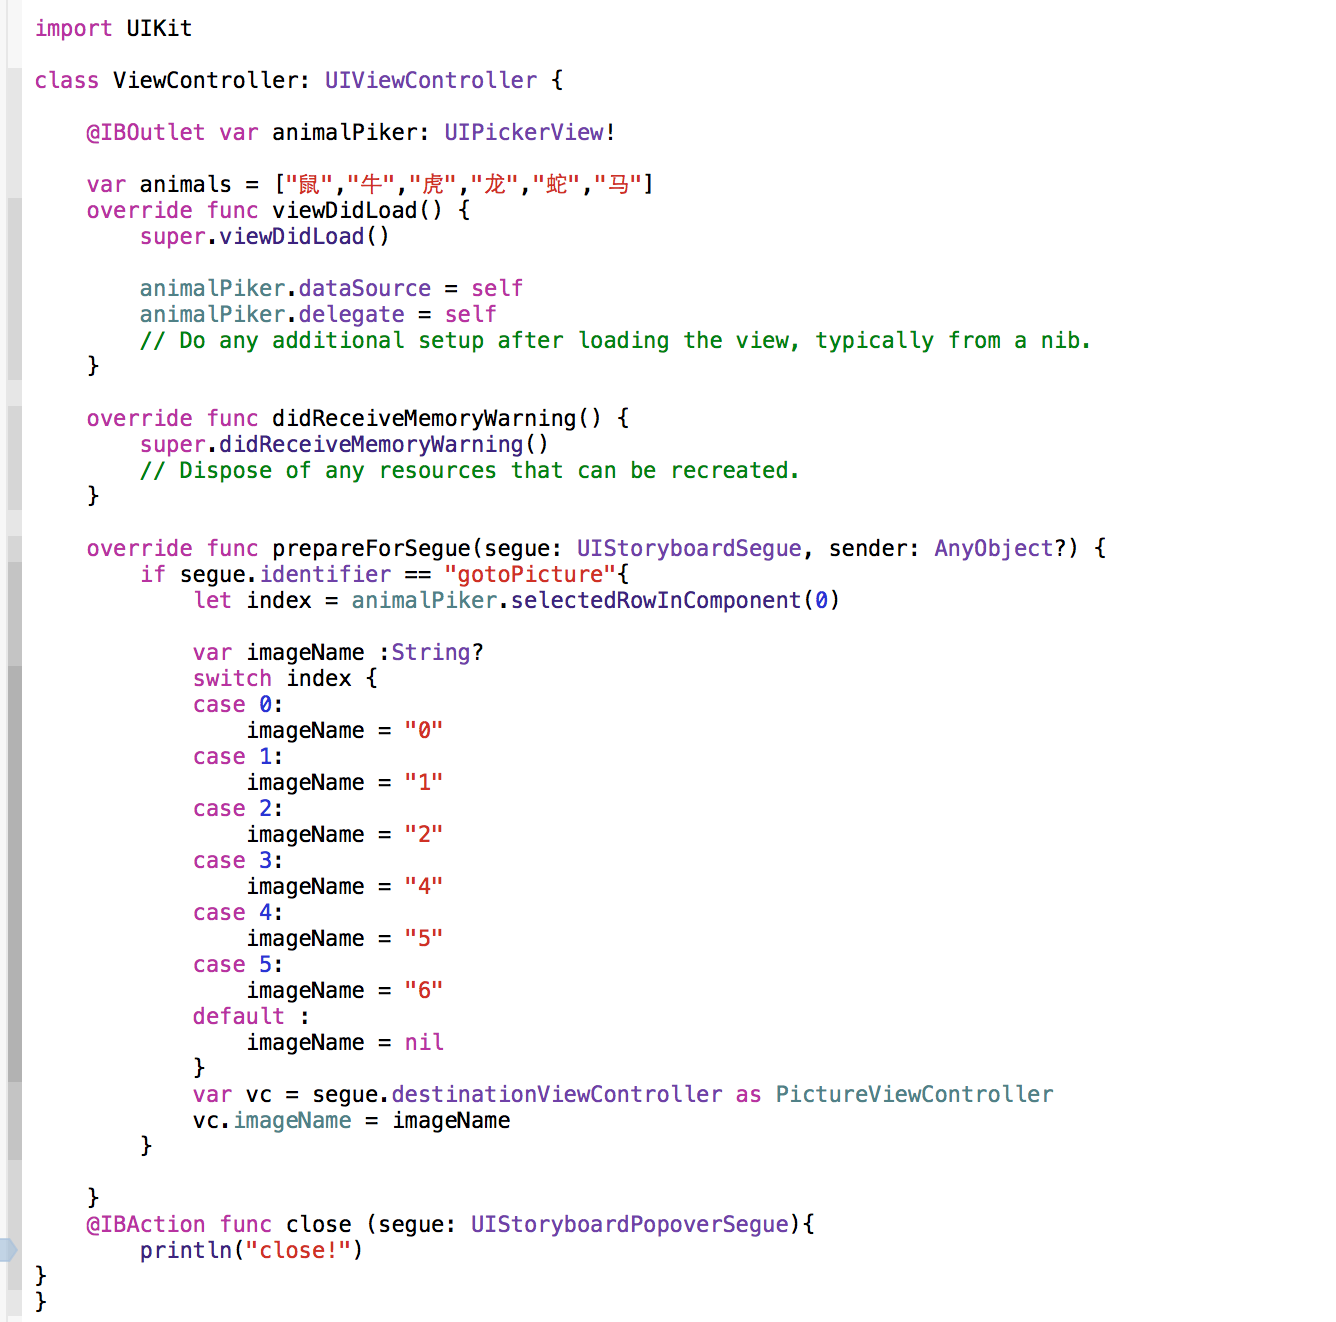 import UIKit
class ViewController: UIViewController {
@IBOutlet var animalPiker: UIPickerView!
var animals = ["鼠","牛","虎","龙","蛇","马"]
override func viewDidLoad() {
super.viewDidLoad()
animalPiker.dataSource = self
animalPiker.delegate = self
// Do any additional setup after loading the view, typically from a nib.
}
override func didReceiveMemoryWarning() {
super.didReceiveMemoryWarning()
// Dispose of any resources that can be recreated.
}
override func prepareForSegue(segue: UIStoryboardSegue, sender: AnyObject?) {
if segue.identifier == "gotoPicture"{
let index = animalPiker.selectedRowInComponent(0)
var imageName :String?
switch index {
case 0:
imageName = "0"
case 1:
imageName = "1"
case 2:
imageName = "2"
case 3:
imageName = "4"
case 4:
imageName = "5"
case 5:
imageName = "6"
default :
imageName = nil
}
var vc = segue.destinationViewController as PictureViewController
vc.imageName = imageName
}
}
@IBAction func close (segue: UIStoryboardPopoverSegue){
println("close!")
}
}